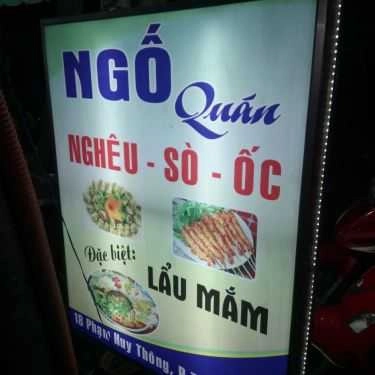 NGỐ
Quán
NGHÊU - SÒ - ỐC
Đặc biệt:
LẨU MẮM
18 Phạm Huy Thông, P.